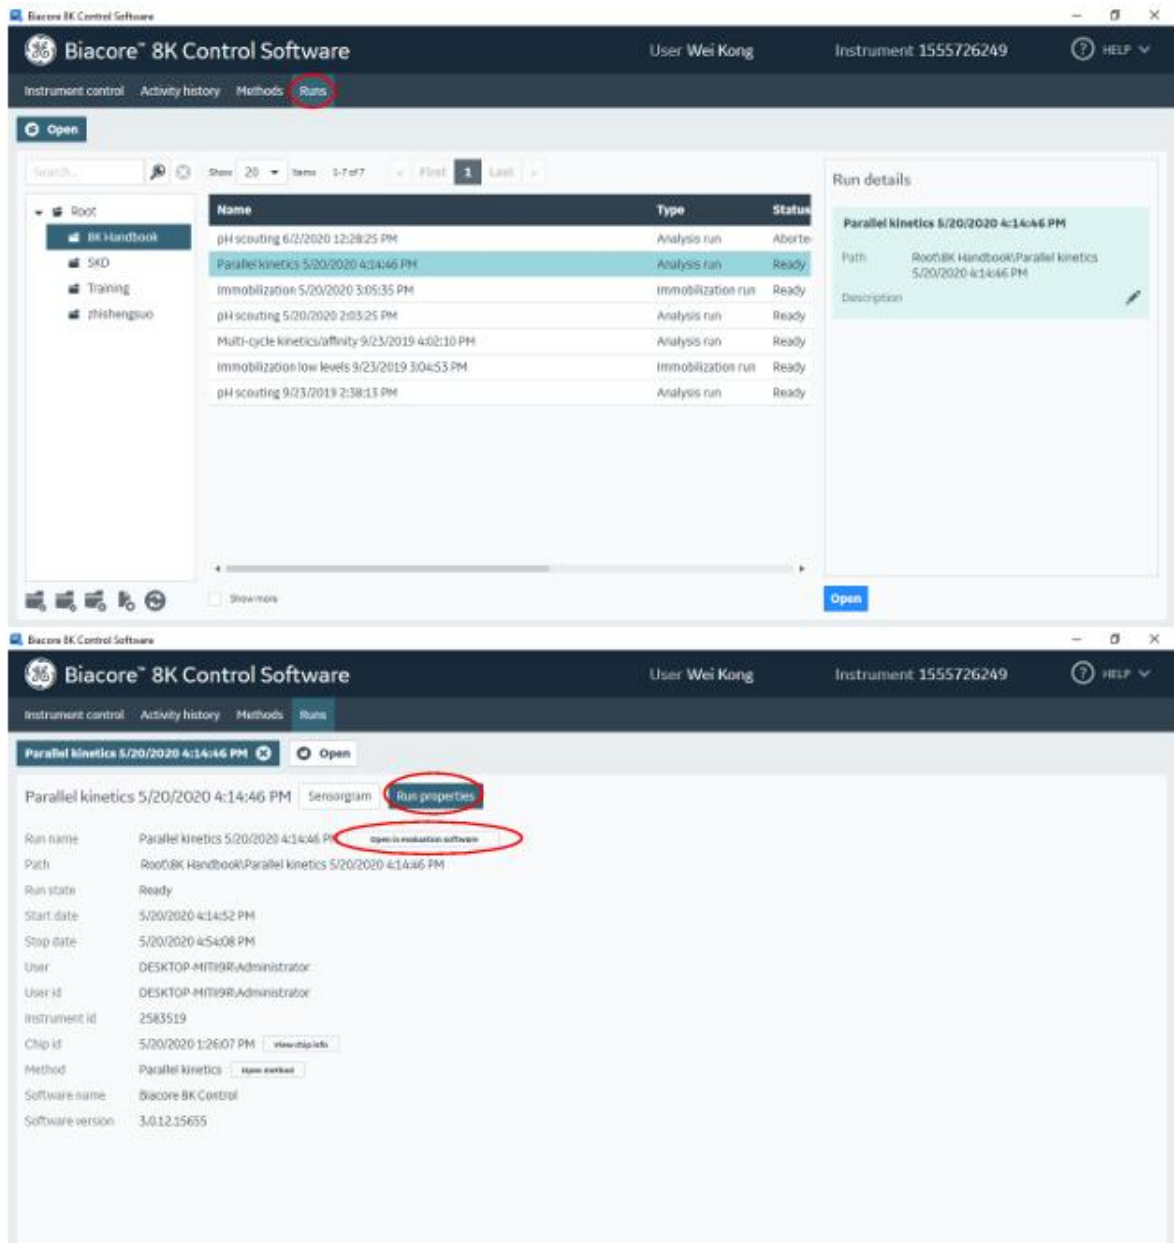 Biacore 8K Control Software
Biacore™ 8K Control Software User Wei Kong Instrument 1555726249 ? HELP
Instrument control Activity history Methods Runs
Open
Search... Show 20 Items 1-7 of 7 « First 1 Last »
Root
8K Handbook
SKD
Training
zhishengsuo
Name Type Status
pH scouting 6/2/2020 12:28:25 PM Analysis run Aborte
Parallel kinetics 5/20/2020 4:14:46 PM Analysis run Ready
Immobilization 5/20/2020 3:05:35 PM Immobilization run Ready
pH scouting 5/20/2020 2:03:25 PM Analysis run Ready
Multi-cycle kinetics/affinity 9/23/2019 4:02:10 PM Analysis run Ready
Immobilization low levels 9/23/2019 3:04:53 PM Immobilization run Ready
pH scouting 9/23/2019 2:38:13 PM Analysis run Ready
Show more
Run details
Parallel kinetics 5/20/2020 4:14:46 PM
Path Root\8K Handbook\Parallel kinetics
5/20/2020 4:14:46 PM
Description
Open
Biacore 8K Control Software
Biacore™ 8K Control Software User Wei Kong Instrument 1555726249 ? HELP
Instrument control Activity history Methods Runs
Parallel kinetics 5/20/2020 4:14:46 PM Open
Parallel kinetics 5/20/2020 4:14:46 PM Sensorgram Run properties
Run name Parallel kinetics 5/20/2020 4:14:46 PM Open in evaluation software
Path Root\8K Handbook\Parallel kinetics 5/20/2020 4:14:46 PM
Run state Ready
Start date 5/20/2020 4:14:52 PM
Stop date 5/20/2020 4:54:08 PM
User DESKTOP-MITII9R\Administrator
User id DESKTOP-MITII9R\Administrator
Instrument id 2583519
Chip id 5/20/2020 1:26:07 PM View chip info
Method Parallel kinetics Open method
Software name Biacore 8K Control
Software version 3.0.12.15655